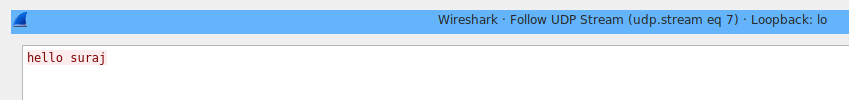 Wireshark · Follow UDP Stream (udp.stream eq 7) · Loopback: lo
hello suraj